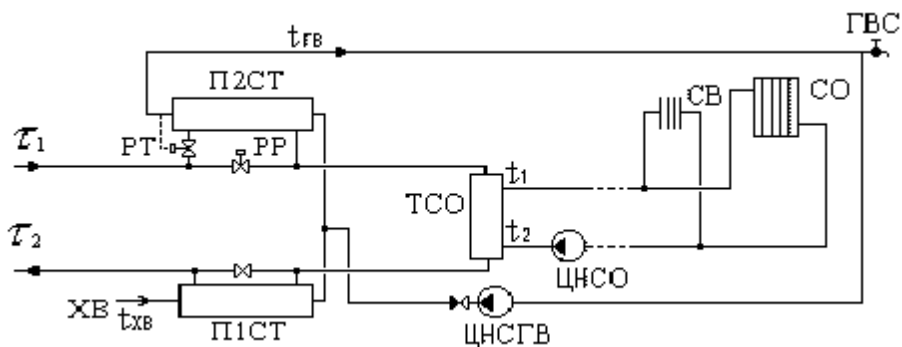 ГВС
tГВ
П2СТ
СВ
СО
τ1
РТ
РР
ТСО
t1
τ2
t2
ЦНСО
ХВ
tХВ
П1СТ
ЦНСГВ